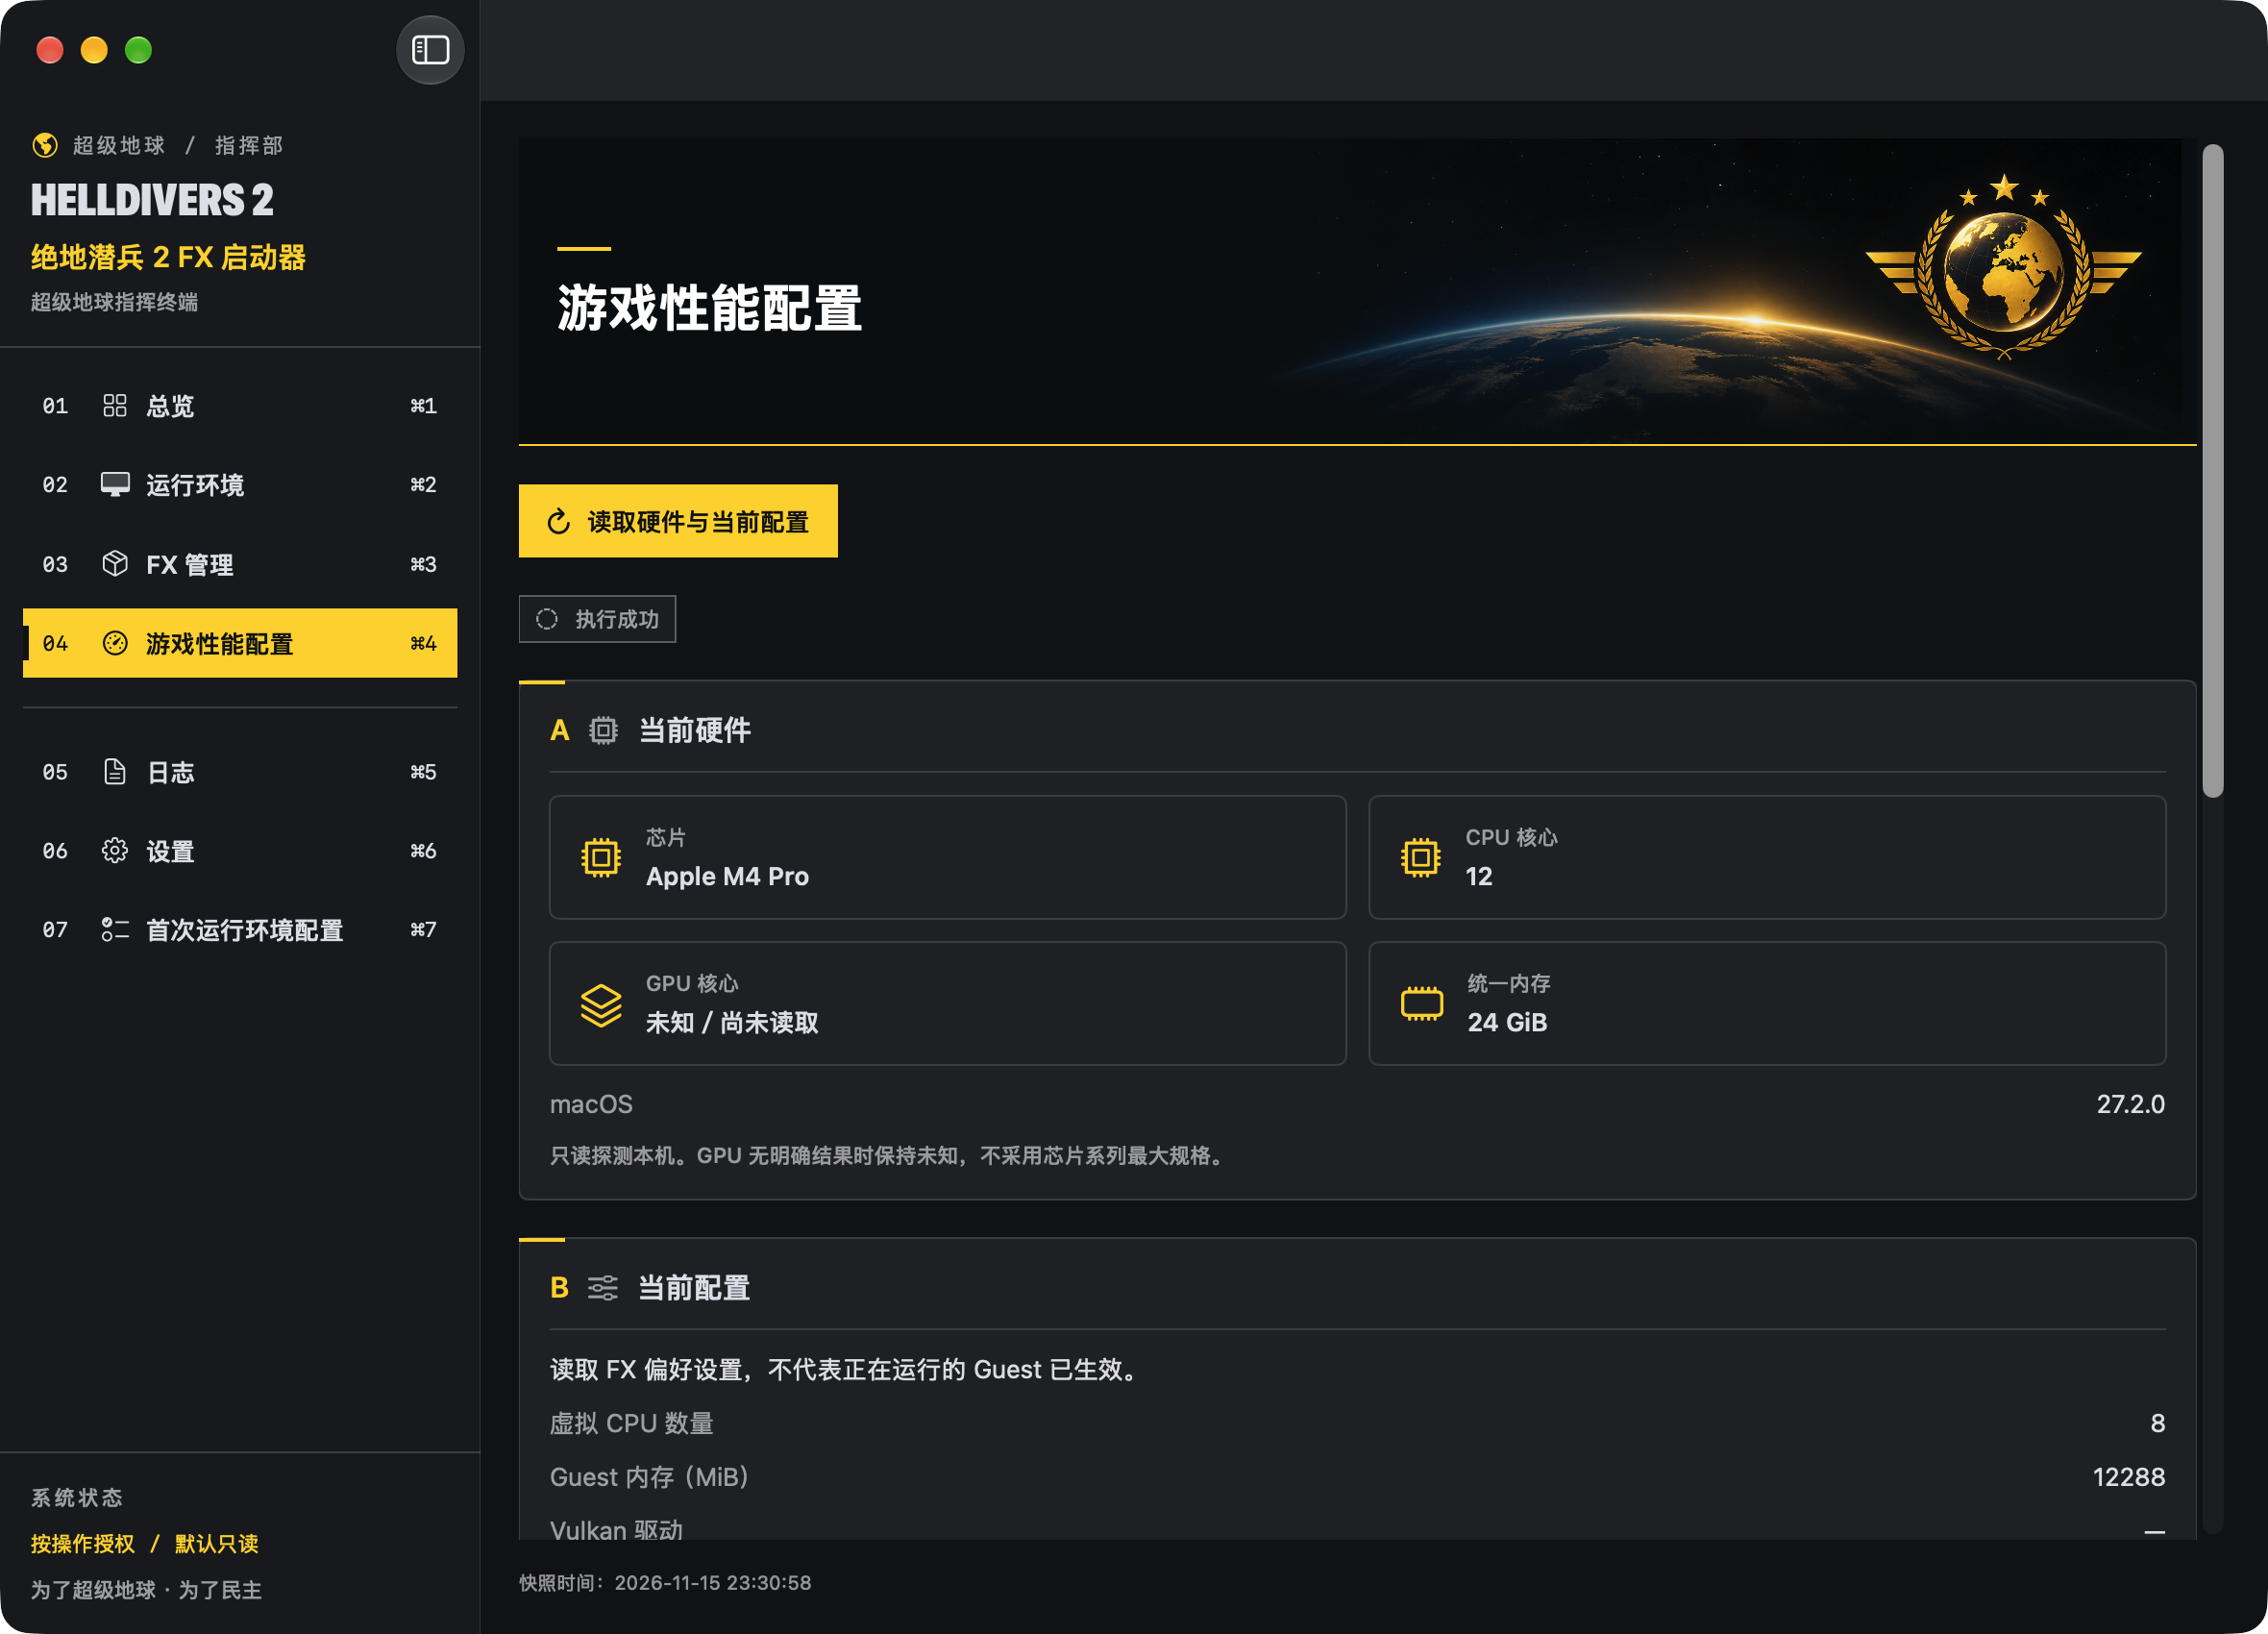 超级地球 / 指挥部
HELLDIVERS 2
绝地潜兵 2 FX 启动器
超级地球指挥终端
01 总览 ⌘1
02 运行环境 ⌘2
03 FX 管理 ⌘3
04 游戏性能配置 ⌘4
05 日志 ⌘5
06 设置 ⌘6
07 首次运行环境配置 ⌘7
系统状态
按操作授权 / 默认只读
为了超级地球 · 为了民主
游戏性能配置
读取硬件与当前配置
执行成功
A 当前硬件
芯片
Apple M4 Pro
CPU 核心
12
GPU 核心
未知 / 尚未读取
统一内存
24 GiB
macOS 27.2.0
只读探测本机。GPU 无明确结果时保持未知，不采用芯片系列最大规格。
B 当前配置
读取 FX 偏好设置，不代表正在运行的 Guest 已生效。
虚拟 CPU 数量 8
Guest 内存（MiB） 12288
Vulkan 驱动 —
快照时间：2026-11-15 23:30:58